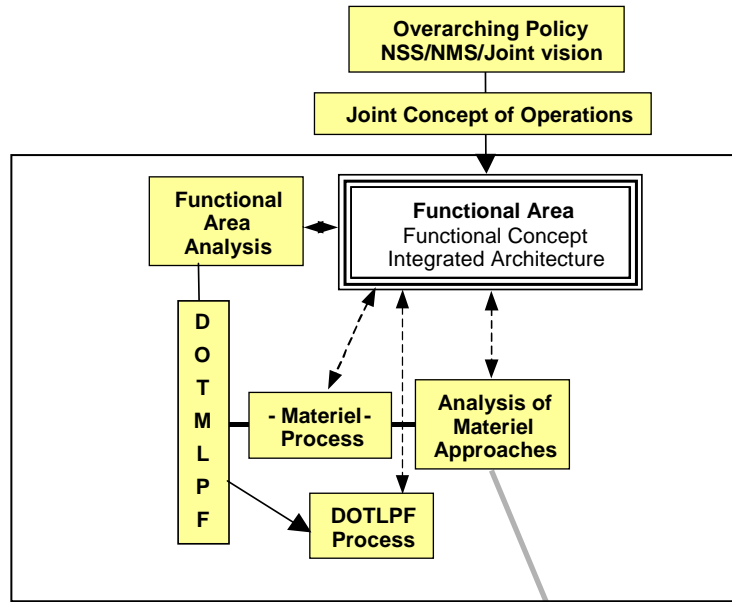 Overarching Policy
NSS/NMS/Joint vision
Joint Concept of Operations
Functional
Area
Analysis
Functional Area
Functional Concept
Integrated Architecture
D
O
T
M
L
P
F
- Materiel-
Process
Analysis of
Materiel
Approaches
DOTLPF
Process